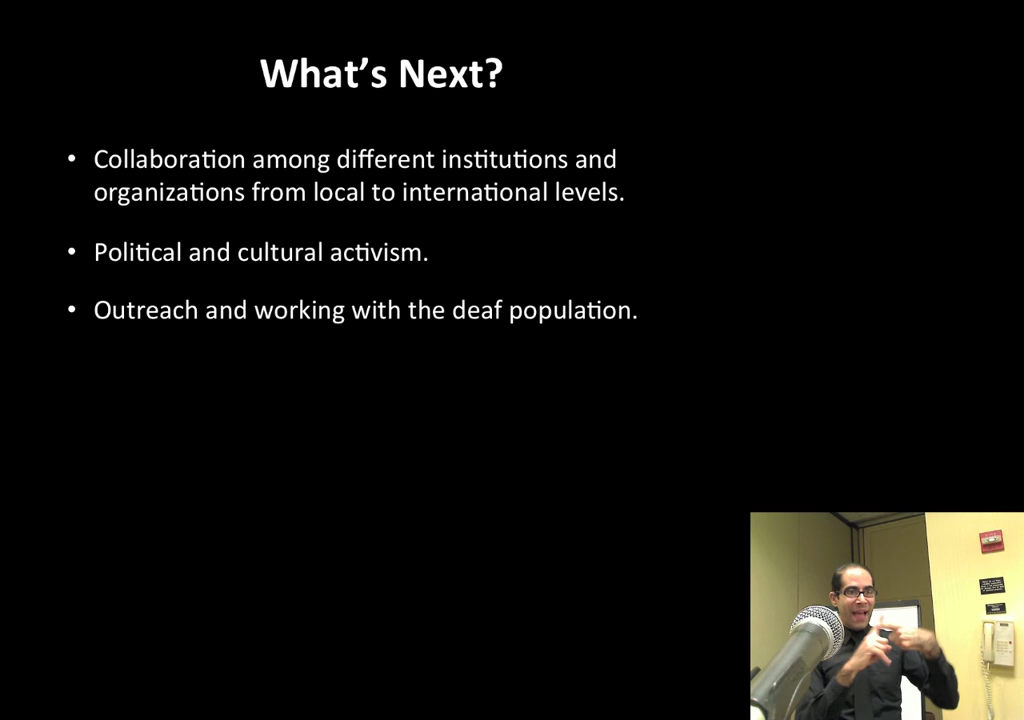 What's Next?
• Collaboration among different institutions and
organizations from local to international levels.
• Political and cultural activism.
• Outreach and working with the deaf population.